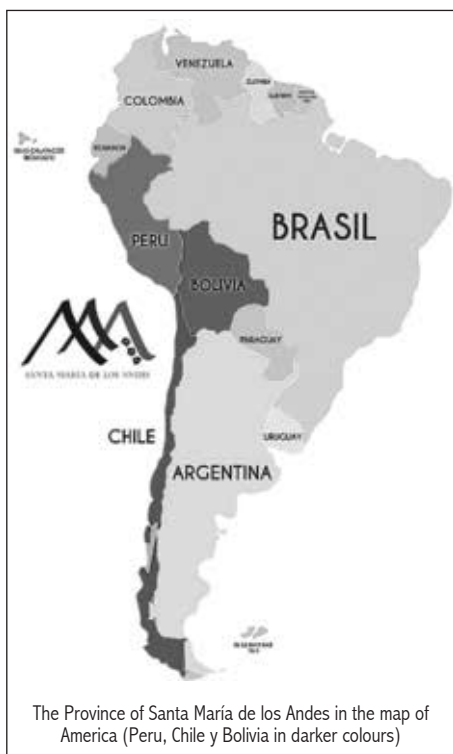 VENEZUELA
COLOMBIA
BRASIL
PERU
BOLIVIA
PARAGUAY
SANTA MARÍA DE LOS ANDES
CHILE
URUGUAY
ARGENTINA
The Province of Santa María de los Andes in the map of
America (Peru, Chile y Bolivia in darker colours)